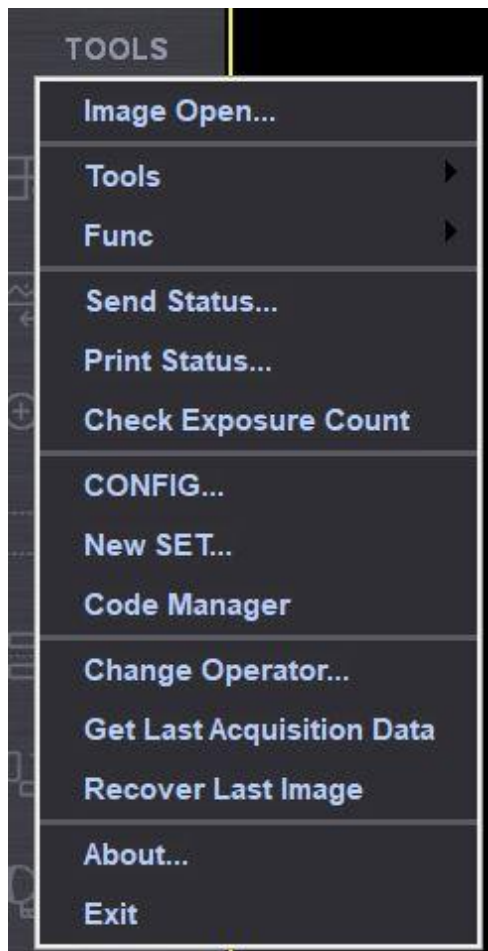 TOOLS
Image Open...
Tools
Func
Send Status...
Print Status...
Check Exposure Count
CONFIG...
New SET...
Code Manager
Change Operator...
Get Last Acquisition Data
Recover Last Image
About...
Exit